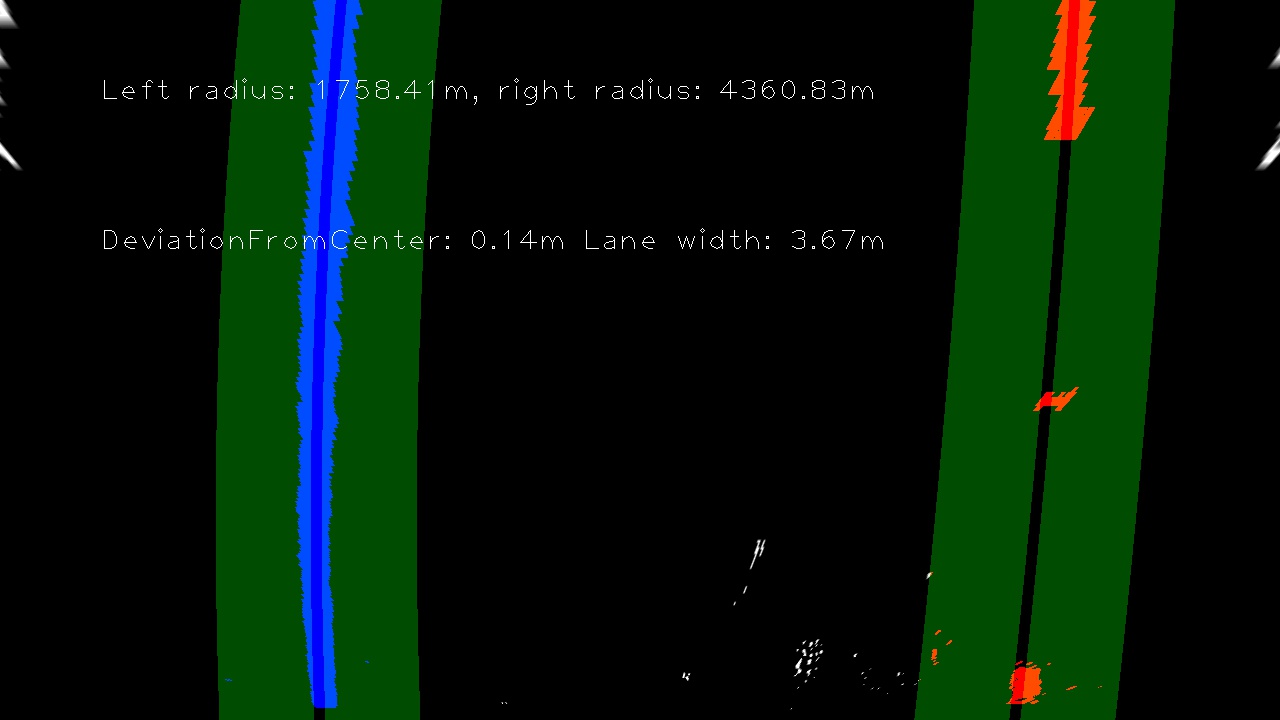 Left radius: 1758.41m, right radius: 4360.83m
DeviationFromCenter: 0.14m Lane width: 3.67m